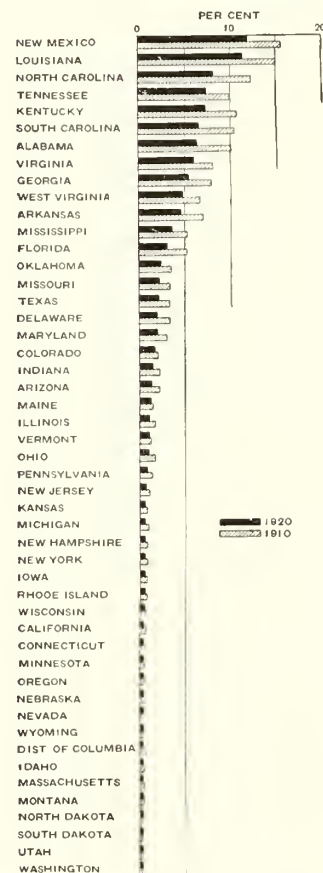 PER CENT
0 10 20
NEW MEXICO
LOUISIANA
NORTH CAROLINA
TENNESSEE
KENTUCKY
SOUTH CAROLINA
ALABAMA
VIRGINIA
GEORGIA
WEST VIRGINIA
ARKANSAS
MISSISSIPPI
FLORIDA
OKLAHOMA
MISSOURI
TEXAS
DELAWARE
MARYLAND
COLORADO
INDIANA
ARIZONA
MAINE
ILLINOIS
VERMONT
OHIO
PENNSYLVANIA
NEW JERSEY
KANSAS
MICHIGAN
1920
NEW HAMPSHIRE
1910
NEW YORK
IOWA
RHODE ISLAND
WISCONSIN
CALIFORNIA
CONNECTICUT
MINNESOTA
OREGON
NEBRASKA
NEVADA
WYOMING
DIST OF COLUMBIA
IDAHO
MASSACHUSETTS
MONTANA
NORTH DAKOTA
SOUTH DAKOTA
UTAH
WASHINGTON